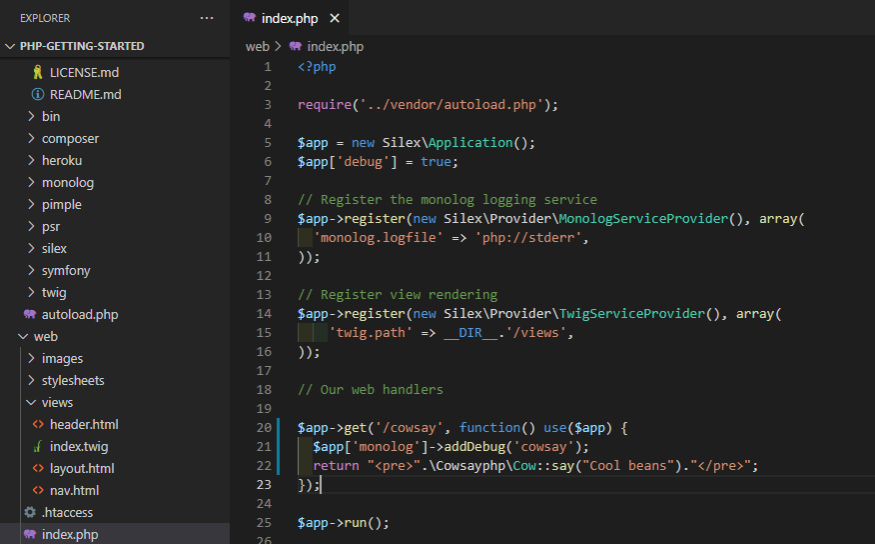 EXPLORER
PHP-GETTING-STARTED
LICENSE.md
README.md
bin
composer
heroku
monolog
pimple
psr
silex
symfony
twig
autoload.php
web
images
stylesheets
views
header.html
index.twig
layout.html
nav.html
.htaccess
index.php
index.php
web > index.php
1 <?php
2
3 require('../vendor/autoload.php');
4
5 $app = new Silex\Application();
6 $app['debug'] = true;
7
8 // Register the monolog logging service
9 $app->register(new Silex\Provider\MonologServiceProvider(), array(
10   'monolog.logfile' => 'php://stderr',
11 ));
12
13 // Register view rendering
14 $app->register(new Silex\Provider\TwigServiceProvider(), array(
15     'twig.path' => __DIR__.'/views',
16 ));
17
18 // Our web handlers
19
20 $app->get('/cowsay', function() use($app) {
21   $app['monolog']->addDebug('cowsay');
22   return "<pre>".\Cowsayphp\Cow::say("Cool beans")."</pre>";
23 });
24
25 $app->run();
26